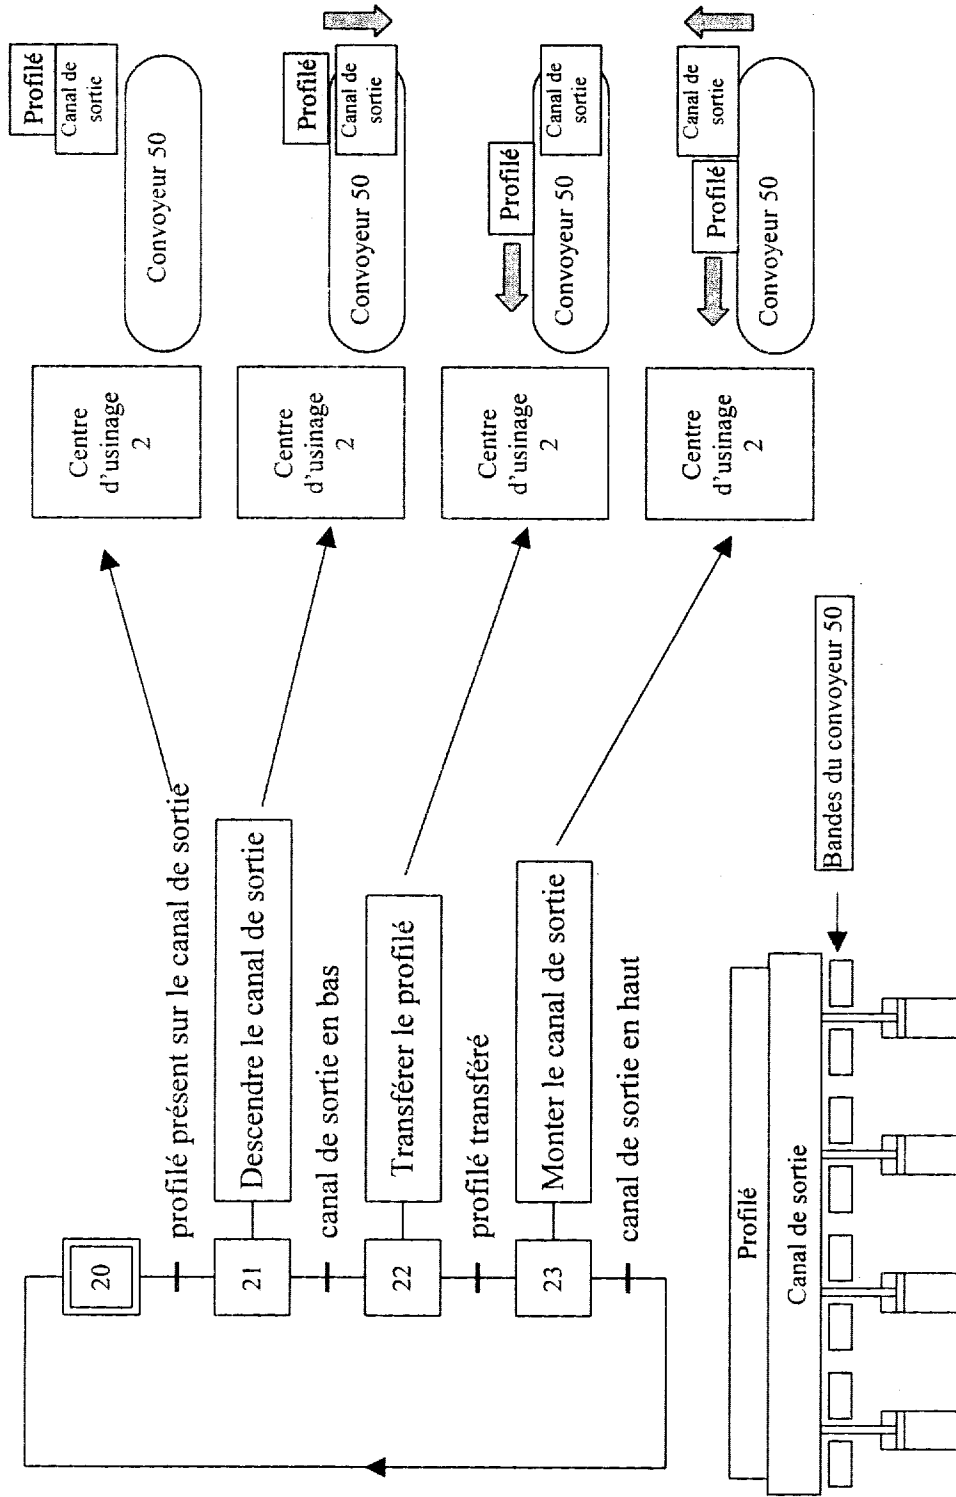 20
profilé présent sur le canal de sortie
21
Descendre le canal de sortie
canal de sortie en bas
22
Transférer le profilé
profilé transféré
23
Monter le canal de sortie
canal de sortie en haut
Centre
d'usinage
2
Convoyeur 50
Profilé
Canal de
sortie
Centre
d'usinage
2
Convoyeur 50
Profilé
Canal de
sortie
Centre
d'usinage
2
Convoyeur 50
Profilé
Canal de
sortie
Centre
d'usinage
2
Convoyeur 50
Profilé
Canal de
sortie
Profilé
Canal de sortie
Bandes du convoyeur 50